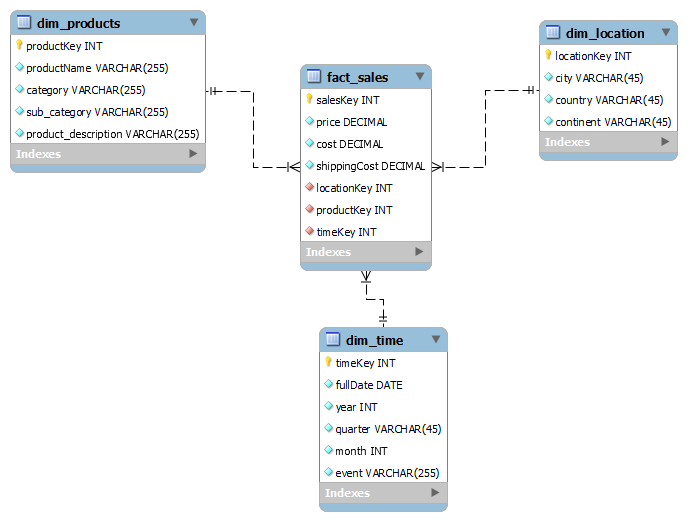 dim_products
productKey INT
productName VARCHAR(255)
category VARCHAR(255)
sub_category VARCHAR(255)
product_description VARCHAR(255)
Indexes
fact_sales
salesKey INT
price DECIMAL
cost DECIMAL
shippingCost DECIMAL
locationKey INT
productKey INT
timeKey INT
Indexes
dim_location
locationKey INT
city VARCHAR(45)
country VARCHAR(45)
continent VARCHAR(45)
Indexes
dim_time
timeKey INT
fullDate DATE
year INT
quarter VARCHAR(45)
month INT
event VARCHAR(255)
Indexes